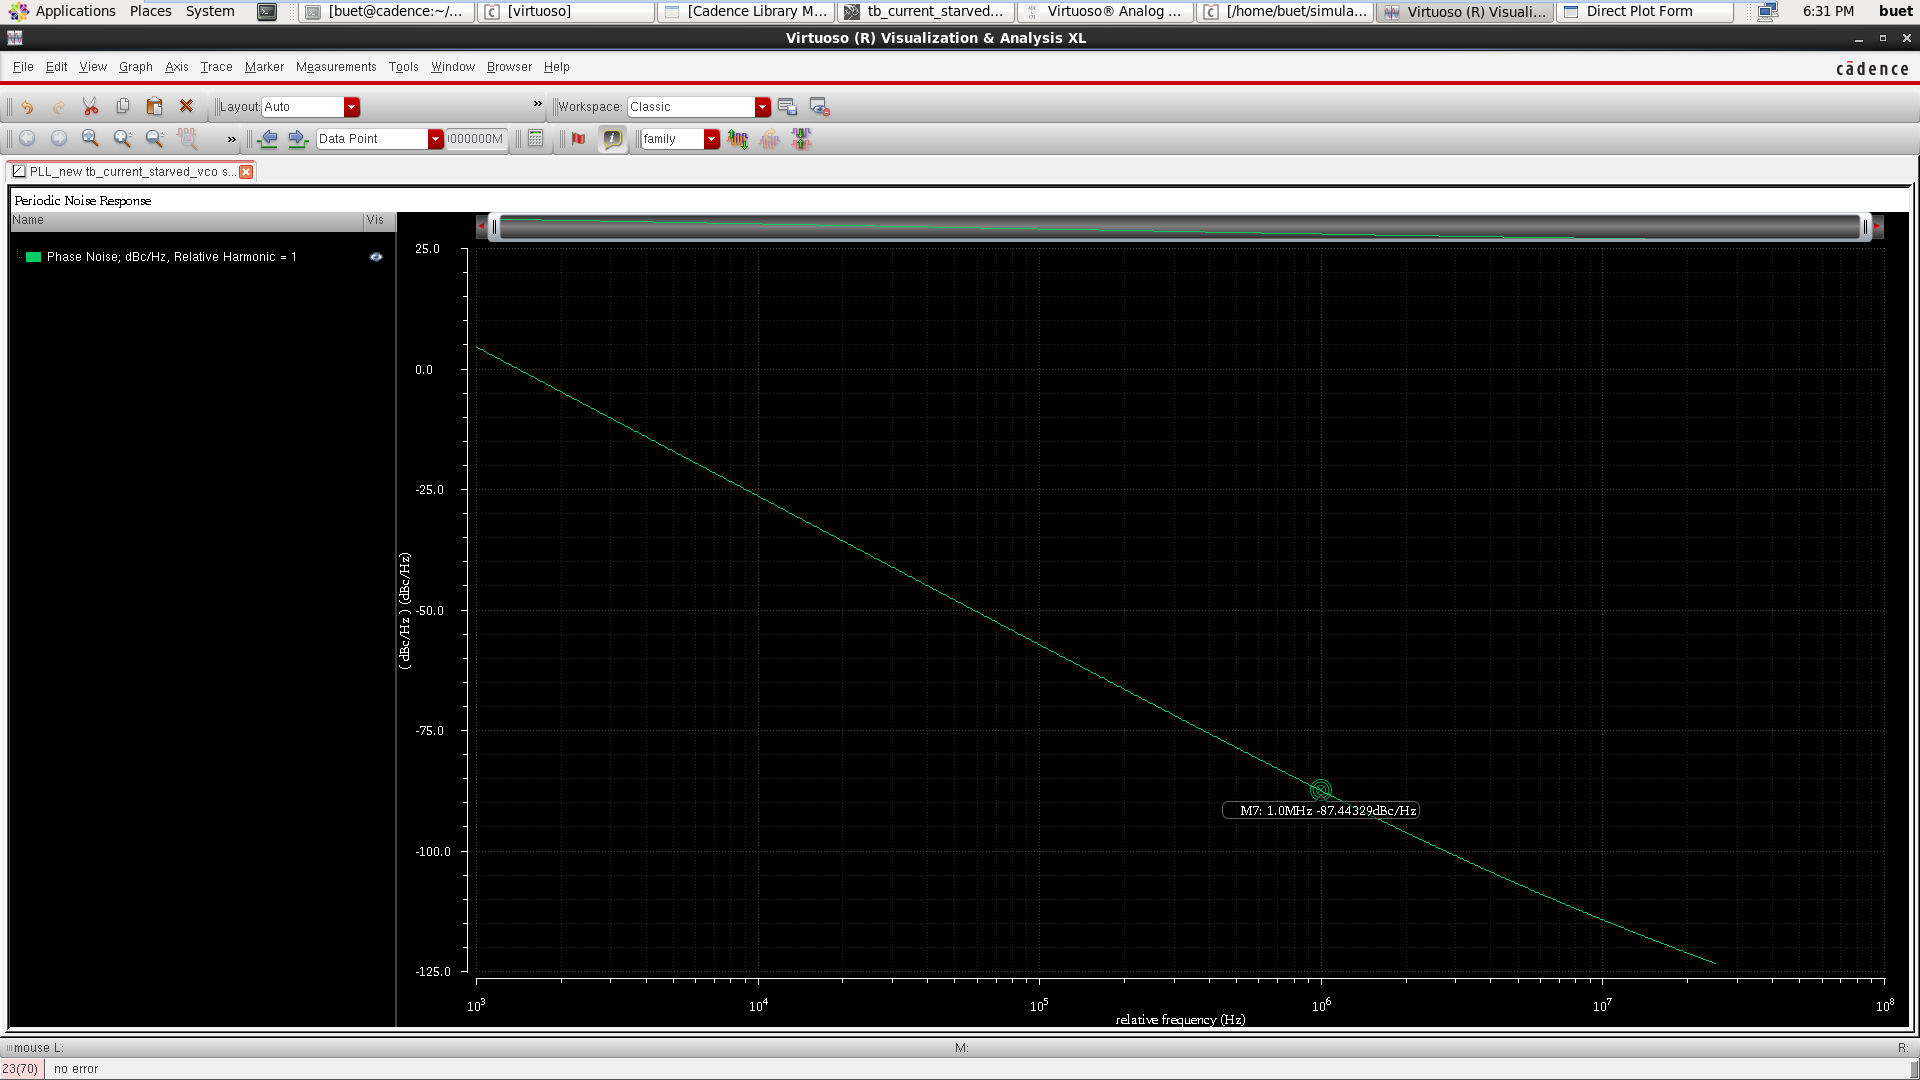 Applications Places System [buet@cadence:~/... [virtuoso] [Cadence Library M... tb_current_starved... Virtuoso® Analog ... [/home/buet/simula... Virtuoso (R) Visuali... Direct Plot Form 6:31 PM buet
Virtuoso (R) Visualization & Analysis XL
File Edit View Graph Axis Trace Marker Measurements Tools Window Browser Help
cādence
Layout: Auto » Workspace: Classic
» Data Point 000000M family
PLL_new tb_current_starved_vco s...
Periodic Noise Response
Name Vis
Phase Noise; dBc/Hz, Relative Harmonic = 1
25.0
0.0
-25.0
-50.0
-75.0
-100.0
-125.0
( dBc/Hz ) (dBc/Hz)
M7: 1.0MHz -87.44329dBc/Hz
10³ 10⁴ 10⁵ 10⁶ 10⁷ 10⁸
relative frequency (Hz)
mouse L: M: R:
23(70) no error